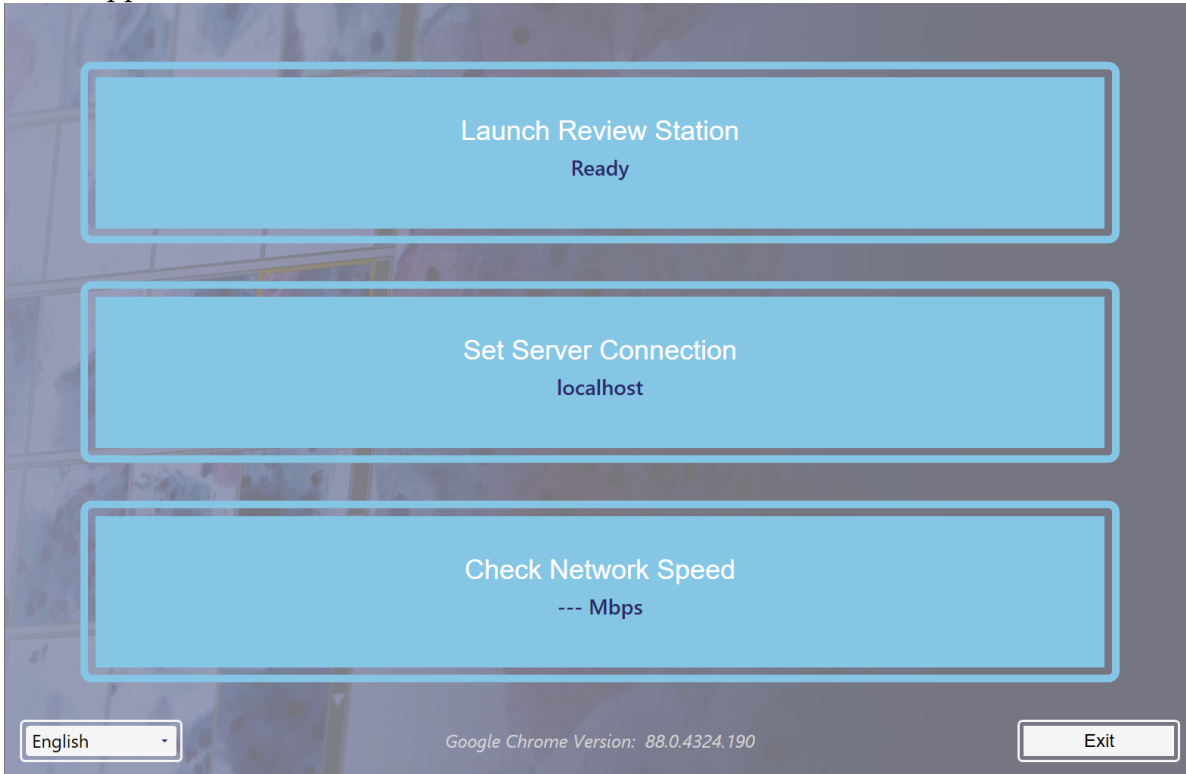 Launch Review Station
Ready
Set Server Connection
localhost
Check Network Speed
--- Mbps
English
Google Chrome Version: 88.0.4324.190
Exit